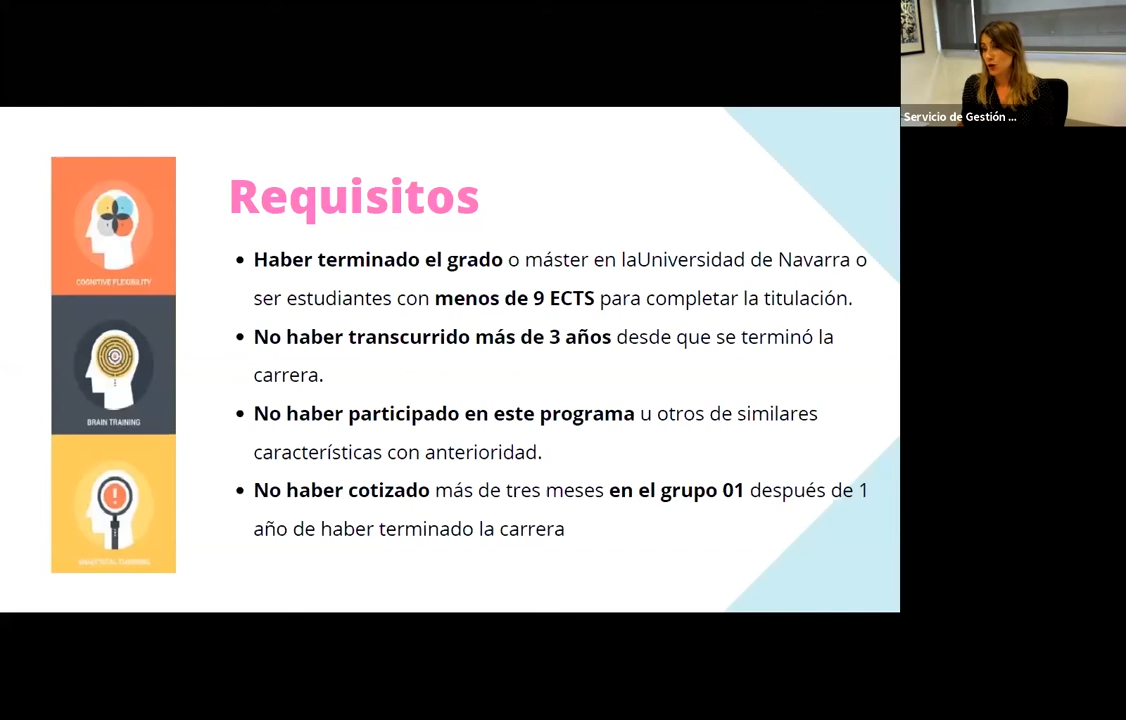 Servicio de Gestión ...
Requisitos
COGNITIVE FLEXIBILITY
• Haber terminado el grado o máster en laUniversidad de Navarra o
ser estudiantes con menos de 9 ECTS para completar la titulación.
• No haber transcurrido más de 3 años desde que se terminó la
carrera.
BRAIN TRAINING
• No haber participado en este programa u otros de similares
características con anterioridad.
• No haber cotizado más de tres meses en el grupo 01 después de 1
año de haber terminado la carrera